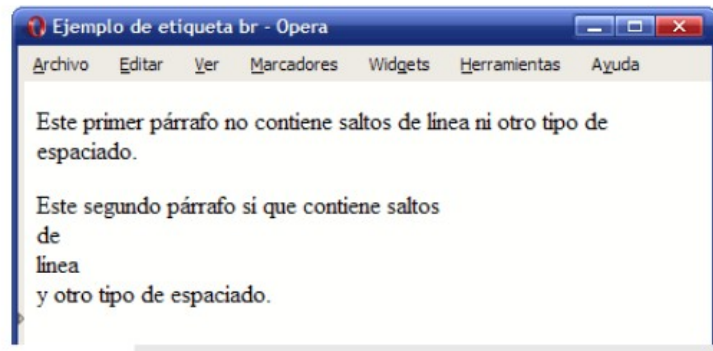 Ejemplo de etiqueta br - Opera
Archivo Editar Ver Marcadores Widgets Herramientas Ayuda
Este primer párrafo no contiene saltos de línea ni otro tipo de
espaciado.
Este segundo párrafo sí que contiene saltos
de
línea
y otro tipo de espaciado.